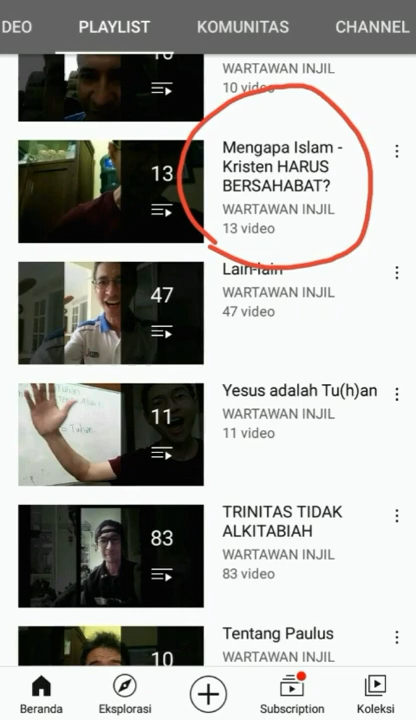 DEO
PLAYLIST
KOMUNITAS
CHANNEL
10
WARTAWAN INJIL
10 video
13
Mengapa Islam -
Kristen HARUS
BERSAHABAT?
WARTAWAN INJIL
13 video
47
Lain-lain
WARTAWAN INJIL
47 video
11
Yesus adalah Tu(h)an
WARTAWAN INJIL
11 video
83
TRINITAS TIDAK
ALKITABIAH
WARTAWAN INJIL
83 video
10
Tentang Paulus
WARTAWAN INJIL
Beranda
Eksplorasi
Subscription
Koleksi